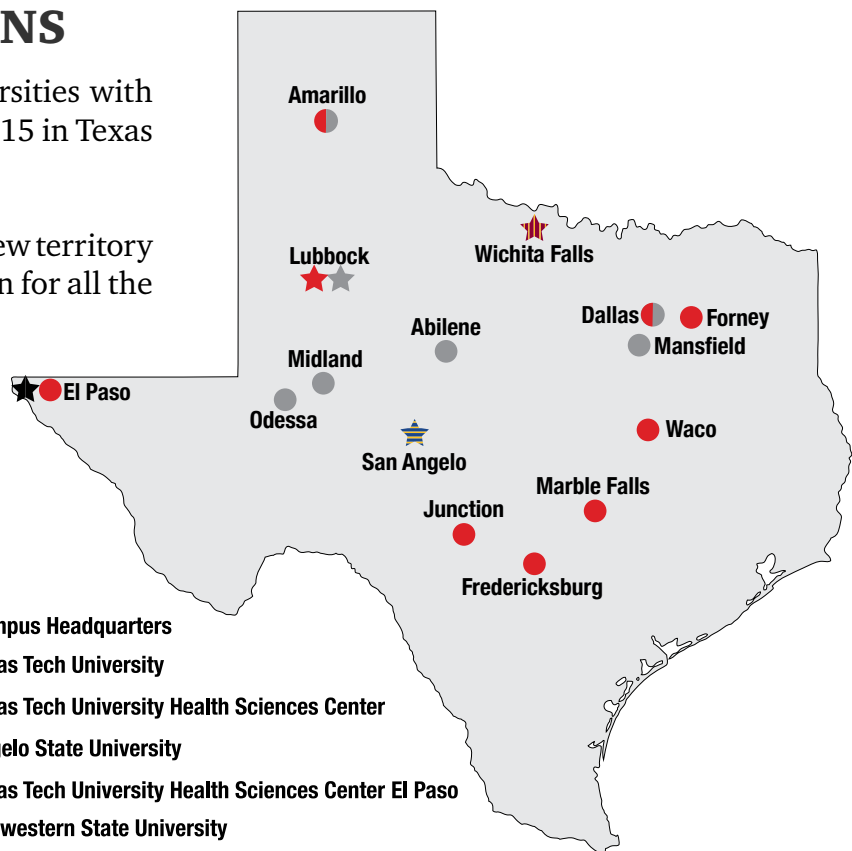 NS
rsities with
15 in Texas
ew territory
n for all the
Amarillo
Lubbock
Wichita Falls
Abilene
Dallas
Forney
Mansfield
Midland
El Paso
Odessa
San Angelo
Waco
Marble Falls
Junction
Fredericksburg
mpus Headquarters
as Tech University
as Tech University Health Sciences Center
gelo State University
as Tech University Health Sciences Center El Paso
western State University